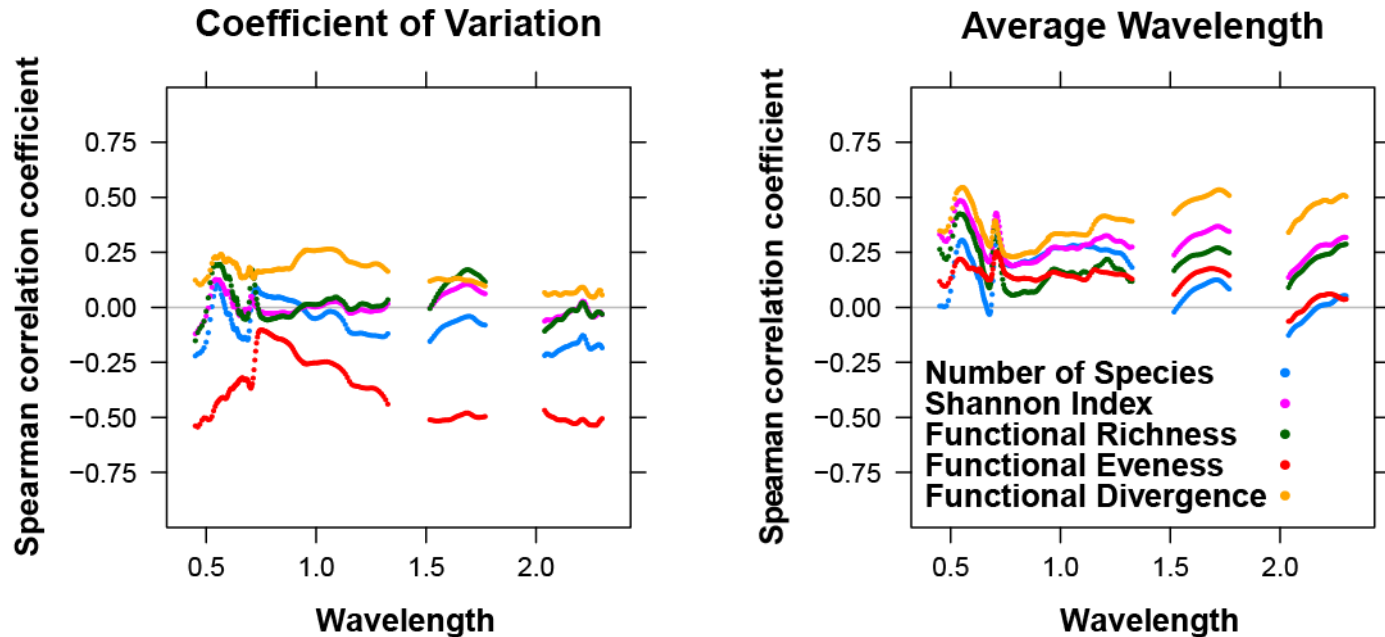 Coefficient of Variation
Spearman correlation coefficient
0.75
0.50
0.25
0.00
−0.25
−0.50
−0.75
0.5 1.0 1.5 2.0
Wavelength
Average Wavelength
Spearman correlation coefficient
0.75
0.50
0.25
0.00
−0.25
−0.50
−0.75
Number of Species
Shannon Index
Functional Richness
Functional Eveness
Functional Divergence
0.5 1.0 1.5 2.0
Wavelength